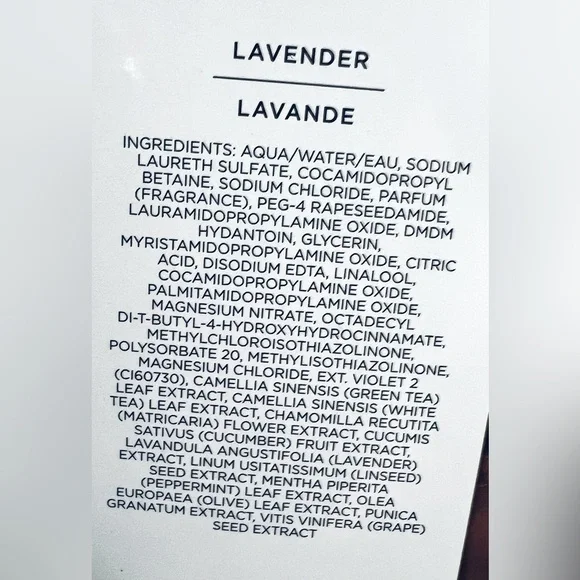 LAVENDER
LAVANDE
INGREDIENTS: AQUA/WATER/EAU, SODIUM
LAURETH SULFATE, COCAMIDOPROPYL
BETAINE, SODIUM CHLORIDE, PARFUM
(FRAGRANCE), PEG-4 RAPESEEDAMIDE,
LAURAMIDOPROPYLAMINE OXIDE, DMDM
HYDANTOIN, GLYCERIN,
MYRISTAMIDOPROPYLAMINE OXIDE, CITRIC
ACID, DISODIUM EDTA, LINALOOL,
COCAMIDOPROPYLAMINE OXIDE,
PALMITAMIDOPROPYLAMINE OXIDE,
MAGNESIUM NITRATE, OCTADECYL
DI-T-BUTYL-4-HYDROXYHYDROCINNAMATE,
METHYLCHLOROISOTHIAZOLINONE,
POLYSORBATE 20, METHYLISOTHIAZOLINONE,
MAGNESIUM CHLORIDE, EXT. VIOLET 2
(CI60730), CAMELLIA SINENSIS (GREEN TEA)
LEAF EXTRACT, CAMELLIA SINENSIS (WHITE
TEA) LEAF EXTRACT, CHAMOMILLA RECUTITA
(MATRICARIA) FLOWER EXTRACT, CUCUMIS
SATIVUS (CUCUMBER) FRUIT EXTRACT,
LAVANDULA ANGUSTIFOLIA (LAVENDER)
EXTRACT, LINUM USITATISSIMUM (LINSEED)
SEED EXTRACT, MENTHA PIPERITA
(PEPPERMINT) LEAF EXTRACT, OLEA
EUROPAEA (OLIVE) LEAF EXTRACT, PUNICA
GRANATUM EXTRACT, VITIS VINIFERA (GRAPE)
SEED EXTRACT